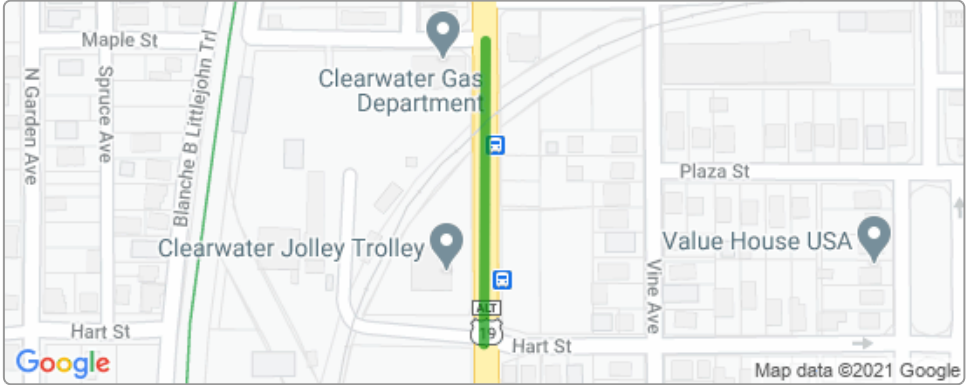 Maple St
N Garden Ave
Spruce Ave
Blanche B Littlejohn Trl
Clearwater Gas
Department
Plaza St
Clearwater Jolley Trolley
Value House USA
Vine Ave
ALT
19
Hart St
Hart St
Google
Map data ©2021 Google